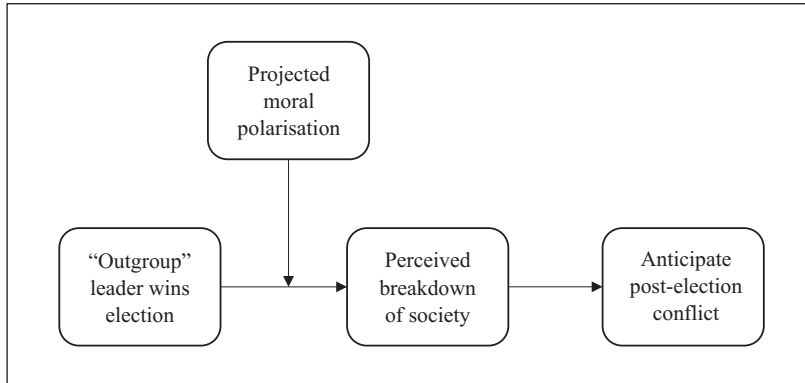 Projected
moral
polarisation
“Outgroup”
leader wins
election
Perceived
breakdown
of society
Anticipate
post-election
conflict